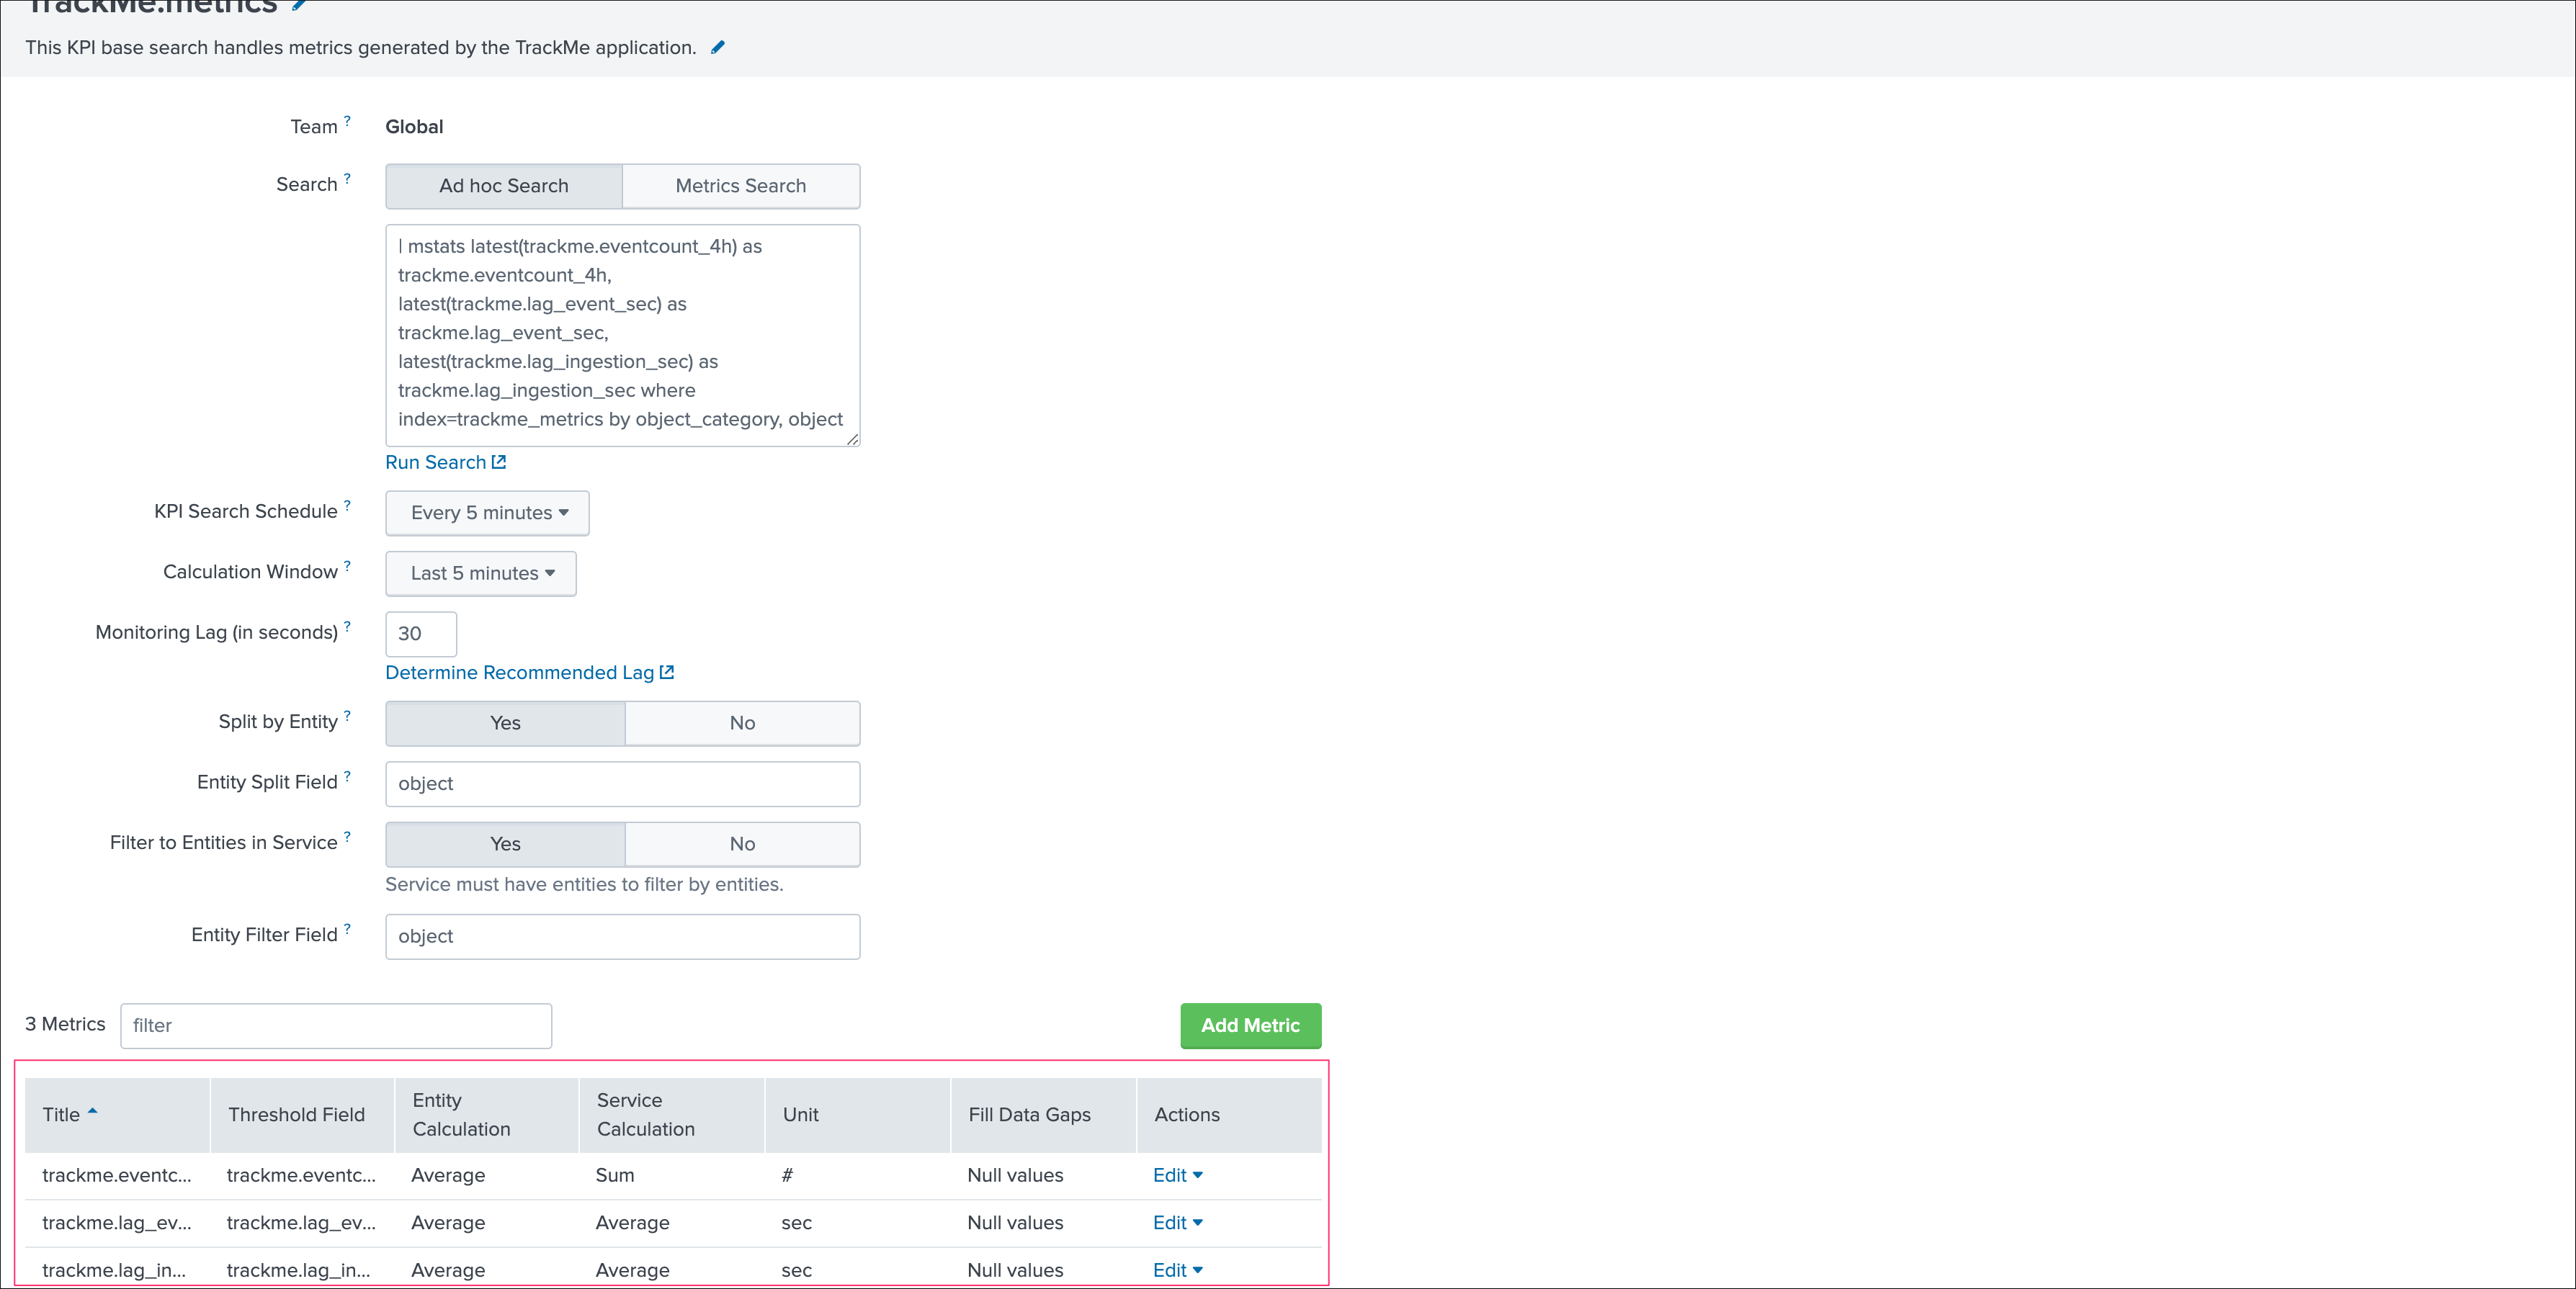 TrackMe.metrics
This KPI base search handles metrics generated by the TrackMe application.
Team ? Global
Search ? Ad hoc Search Metrics Search
| mstats latest(trackme.eventcount_4h) as
trackme.eventcount_4h,
latest(trackme.lag_event_sec) as
trackme.lag_event_sec,
latest(trackme.lag_ingestion_sec) as
trackme.lag_ingestion_sec where
index=trackme_metrics by object_category, object
Run Search
KPI Search Schedule ? Every 5 minutes
Calculation Window ? Last 5 minutes
Monitoring Lag (in seconds) ? 30
Determine Recommended Lag
Split by Entity ? Yes No
Entity Split Field ? object
Filter to Entities in Service ? Yes No
Service must have entities to filter by entities.
Entity Filter Field ? object
3 Metrics filter Add Metric
Title Threshold Field Entity Calculation Service Calculation Unit Fill Data Gaps Actions
trackme.eventc... trackme.eventc... Average Sum # Null values Edit
trackme.lag_ev... trackme.lag_ev... Average Average sec Null values Edit
trackme.lag_in... trackme.lag_in... Average Average sec Null values Edit